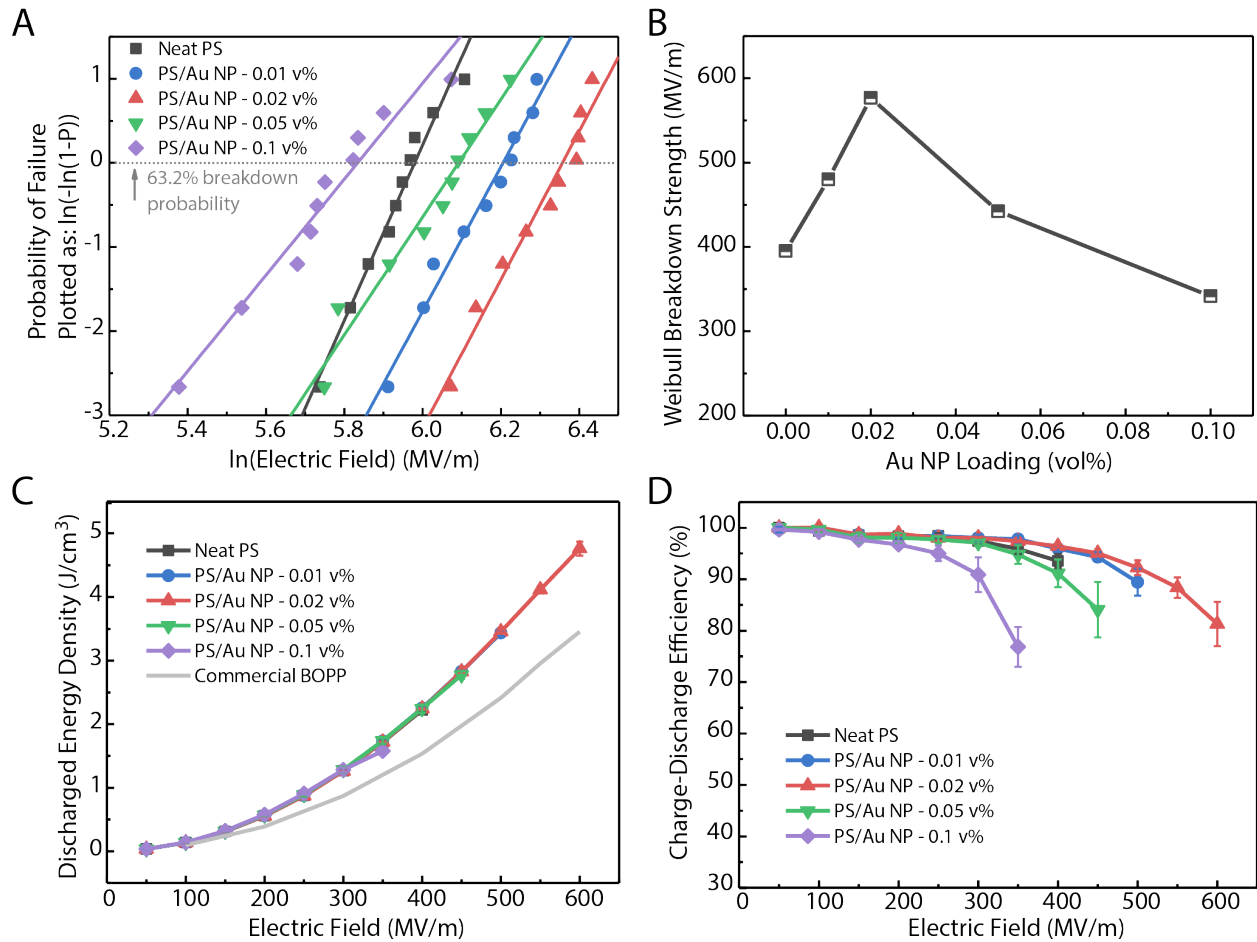 A
Neat PS
PS/Au NP - 0.01 v%
PS/Au NP - 0.02 v%
PS/Au NP - 0.05 v%
PS/Au NP - 0.1 v%
63.2% breakdown
probability
Probability of Failure
Plotted as: ln(-ln(1-P))
1
0
-1
-2
-3
5.2 5.4 5.6 5.8 6.0 6.2 6.4
ln(Electric Field) (MV/m)
B
Weibull Breakdown Strength (MV/m)
600
500
400
300
200
0.00 0.02 0.04 0.06 0.08 0.10
Au NP Loading (vol%)
C
Discharged Energy Density (J/cm³)
5
4
3
2
1
0
Neat PS
PS/Au NP - 0.01 v%
PS/Au NP - 0.02 v%
PS/Au NP - 0.05 v%
PS/Au NP - 0.1 v%
Commercial BOPP
0 100 200 300 400 500 600
Electric Field (MV/m)
D
Charge-Discharge Efficiency (%)
100
90
80
70
60
50
40
30
Neat PS
PS/Au NP - 0.01 v%
PS/Au NP - 0.02 v%
PS/Au NP - 0.05 v%
PS/Au NP - 0.1 v%
0 100 200 300 400 500 600
Electric Field (MV/m)